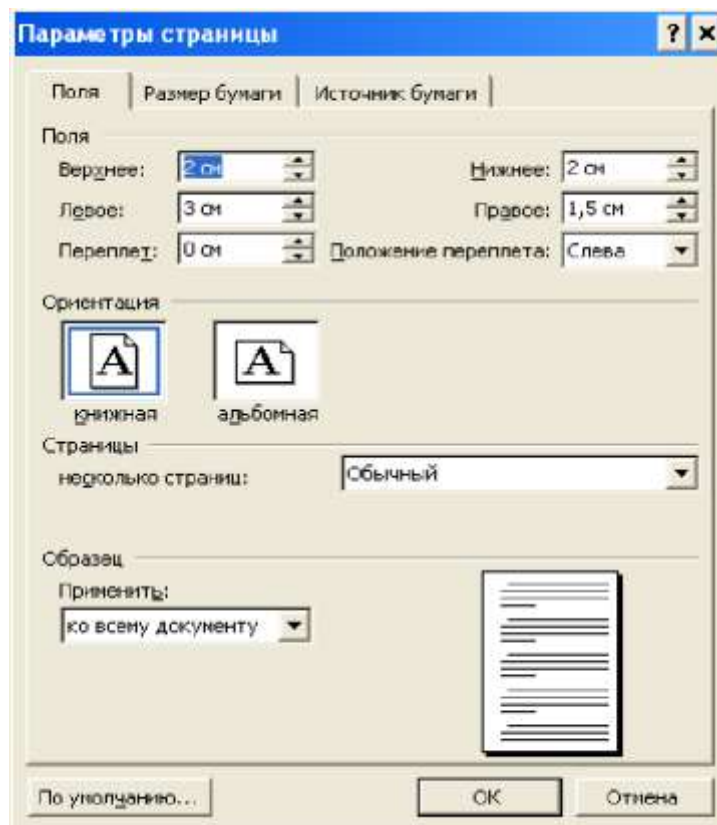 Параметры страницы
Поля Размер бумаги Источник бумаги
Поля
Верхнее: 2 см Нижнее: 2 см
Левое: 3 см Правое: 1,5 см
Переплет: 0 см Положение переплета: Слева
Ориентация
A A
книжная альбомная
Страницы
несколько страниц: Обычный
Образец
Применить:
ко всему документу
По умолчанию... ОК Отмена